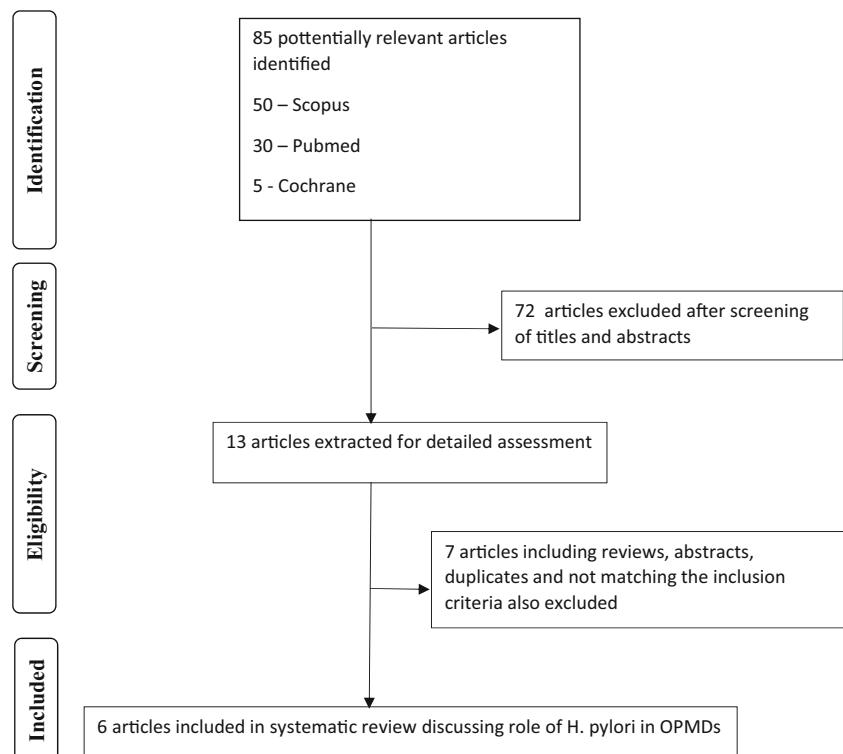 Identification
85 pottentially relevant articles
identified
50 – Scopus
30 – Pubmed
5 - Cochrane
Screening
72 articles excluded after screening
of titles and abstracts
Eligibility
13 articles extracted for detailed assessment
7 articles including reviews, abstracts,
duplicates and not matching the inclusion
criteria also excluded
Included
6 articles included in systematic review discussing role of H. pylori in OPMDs